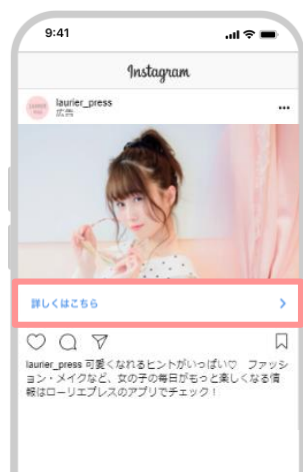 9:41
Instagram
laurier_press
広告
詳しくはこちら
laurier_press 可愛くなれるヒントがいっぱい♡　ファッシ
ョン・メイクなど、女の子の毎日がもっと楽しくなる情
報はローリエプレスのアプリでチェック！